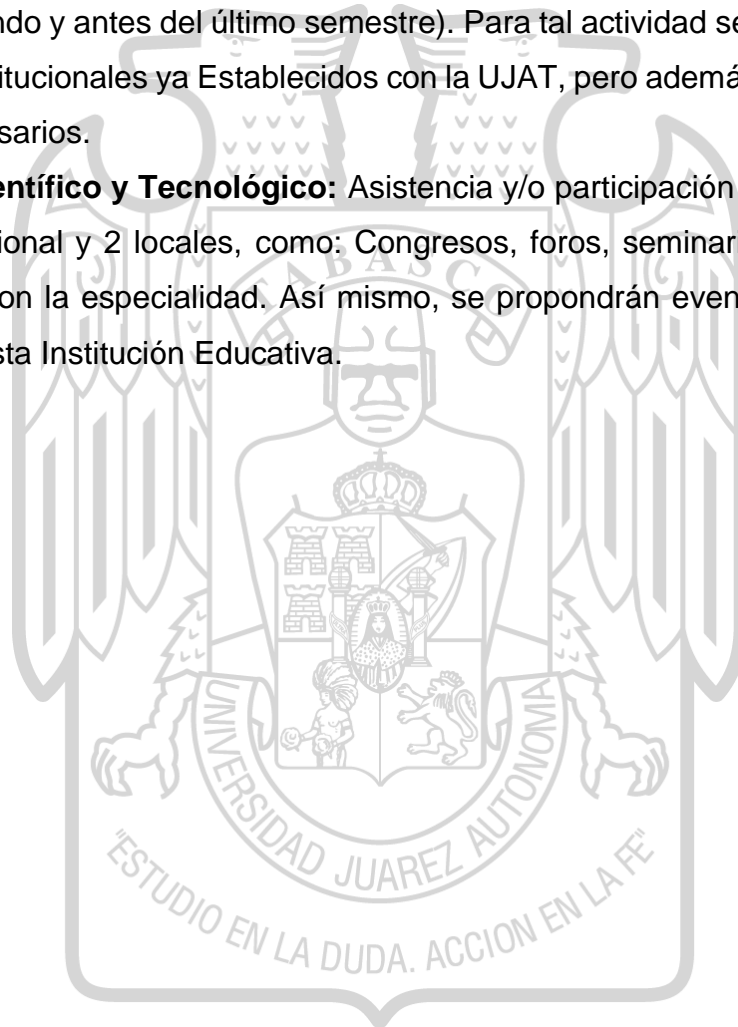 ndo y antes del último semestre). Para tal actividad se
titucionales ya Establecidos con la UJAT, pero ademá
sarios.
entífico y Tecnológico: Asistencia y/o participación
ional y 2 locales, como: Congresos, foros, seminar
on la especialidad. Así mismo, se propondrán even
sta Institución Educativa.
TABASCO
UNIVERSIDAD JUAREZ AUTONOMA
"ESTUDIO EN LA DUDA. ACCION EN LA FE"